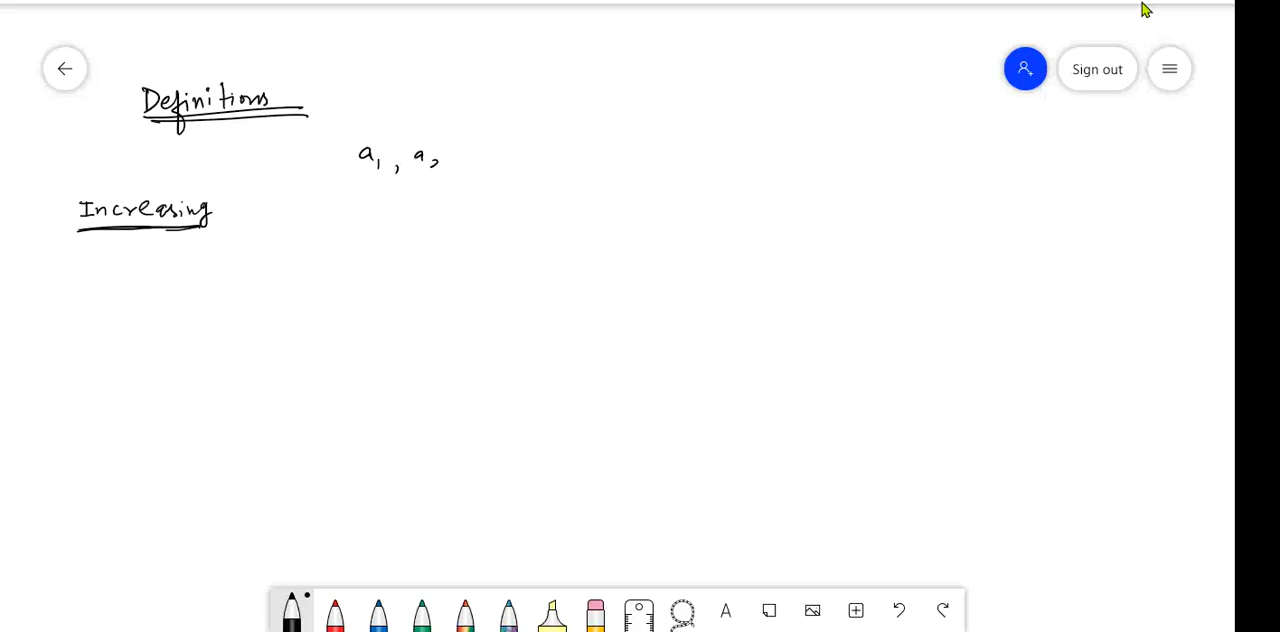 Sign out
Definitions
a₁, a₂
Increasing
A